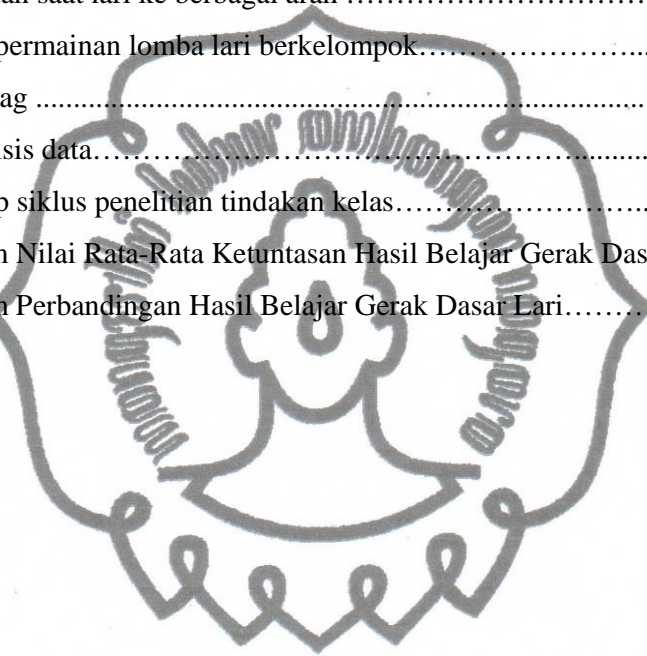 saat lari ke berbagai arah ……………………………
permainan lomba lari berkelompok…………………....
ag ................................................................................
isis data…………………………………………...........
p siklus penelitian tindakan kelas……………………..
n Nilai Rata-Rata Ketuntasan Hasil Belajar Gerak Das
n Perbandingan Hasil Belajar Gerak Dasar Lari………